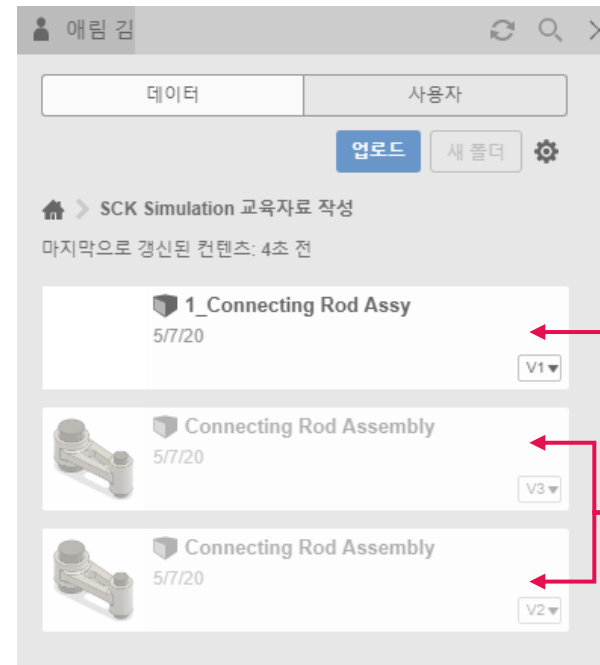 애림 김
데이터 사용자
업로드 새 폴더
SCK Simulation 교육자료 작성
마지막으로 갱신된 컨텐츠: 4초 전
1_Connecting Rod Assy
5/7/20
V1
Connecting Rod Assembly
5/7/20
V3
Connecting Rod Assembly
5/7/20
V2